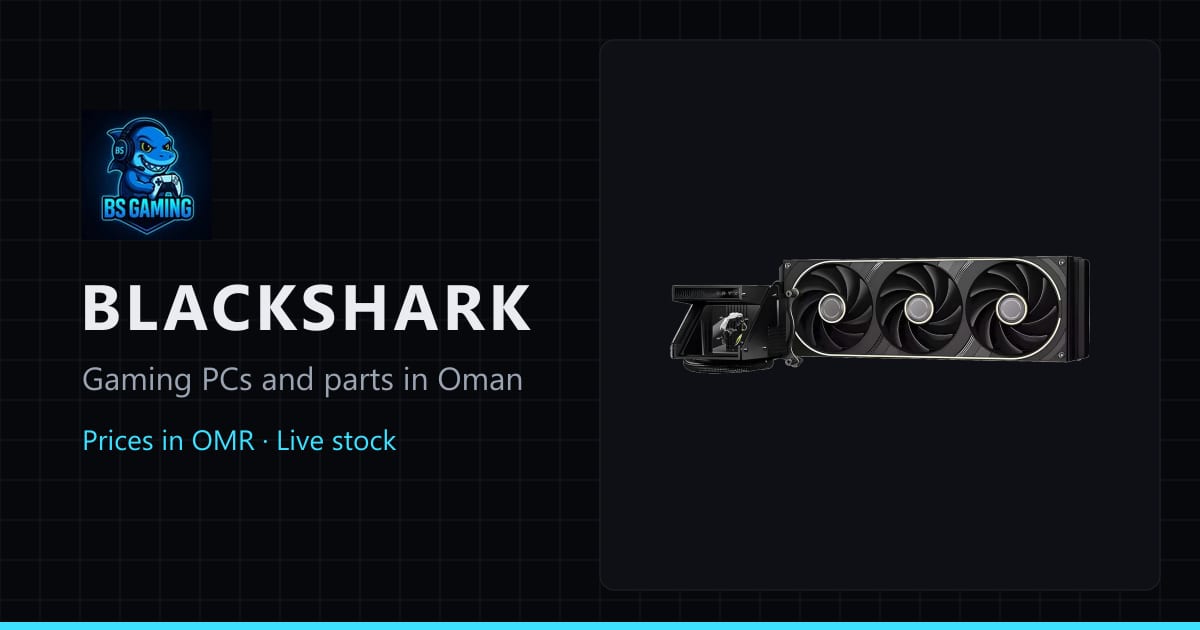 BS
BS GAMING
BLACKSHARK
Gaming PCs and parts in Oman
Prices in OMR · Live stock